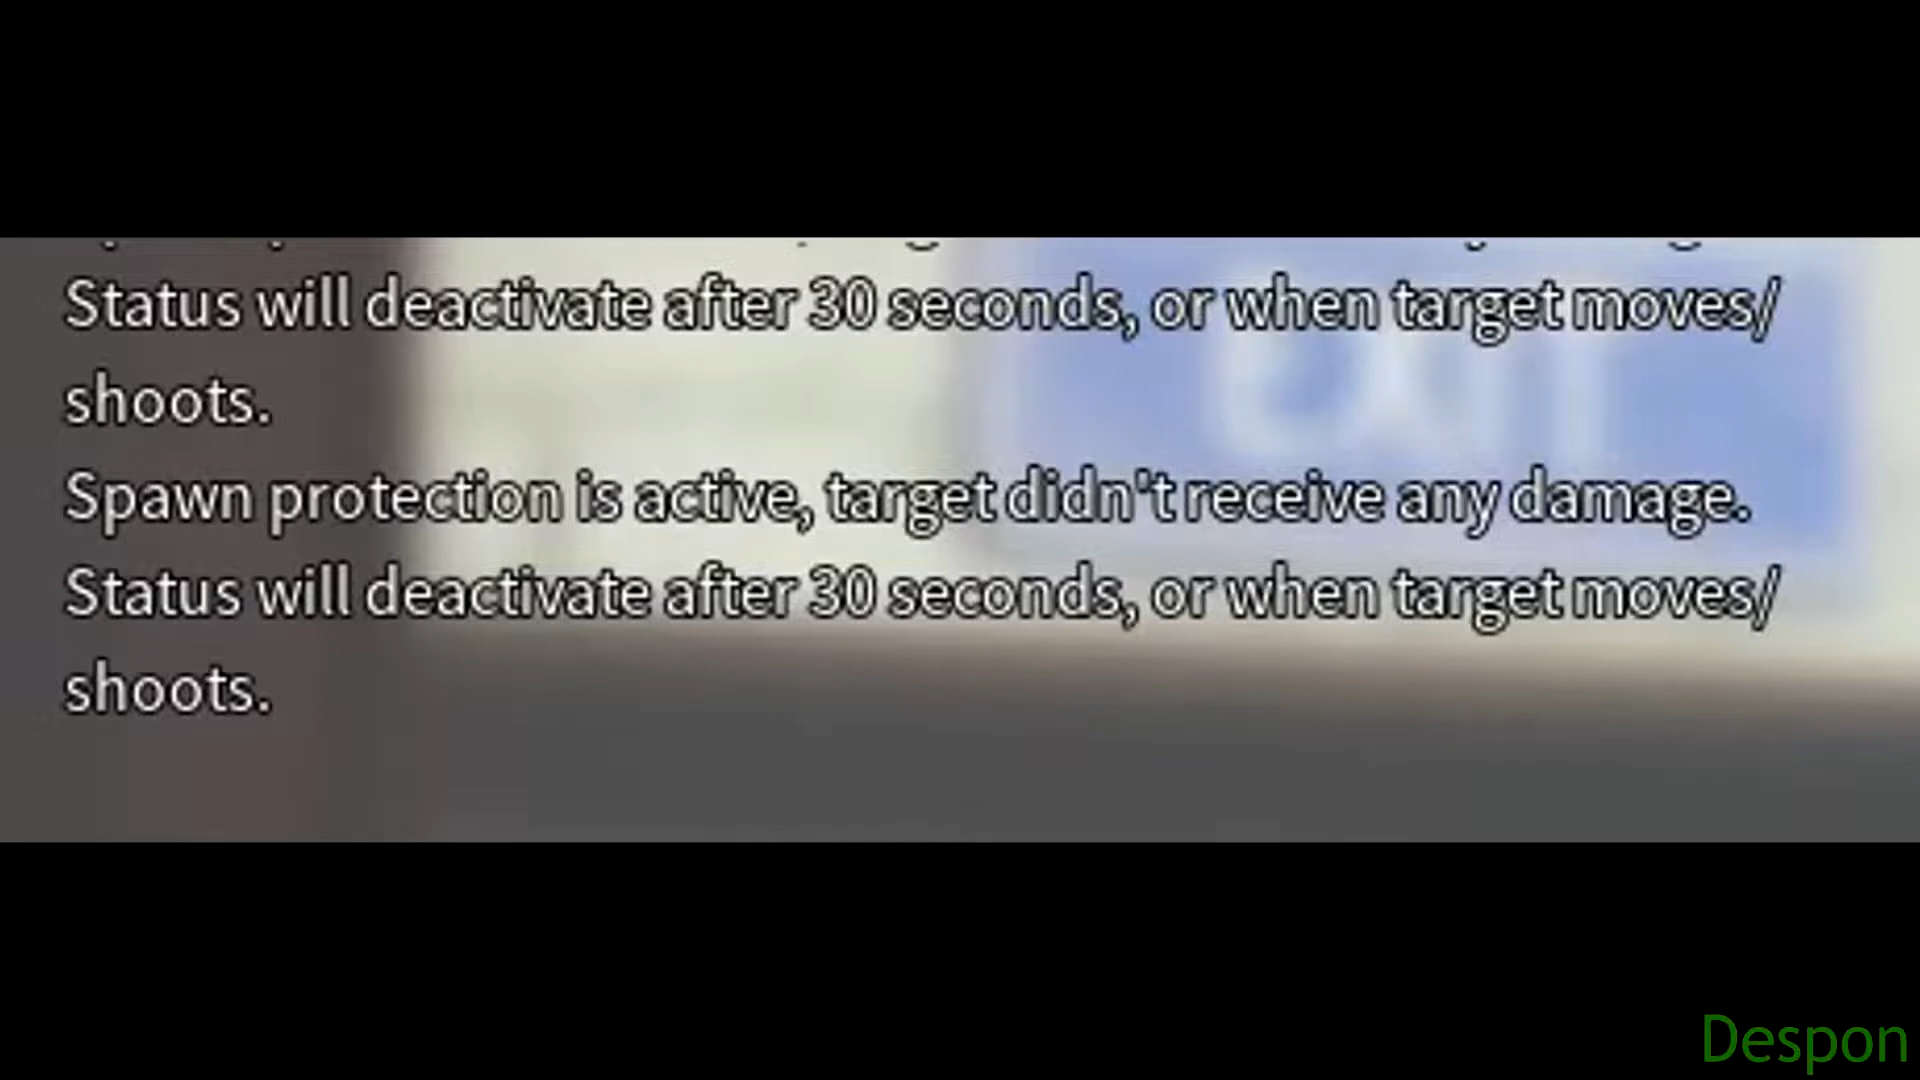 Status will deactivate after 30 seconds, or when target moves/
shoots.
Spawn protection is active, target didn't receive any damage.
Status will deactivate after 30 seconds, or when target moves/
shoots.
Despon